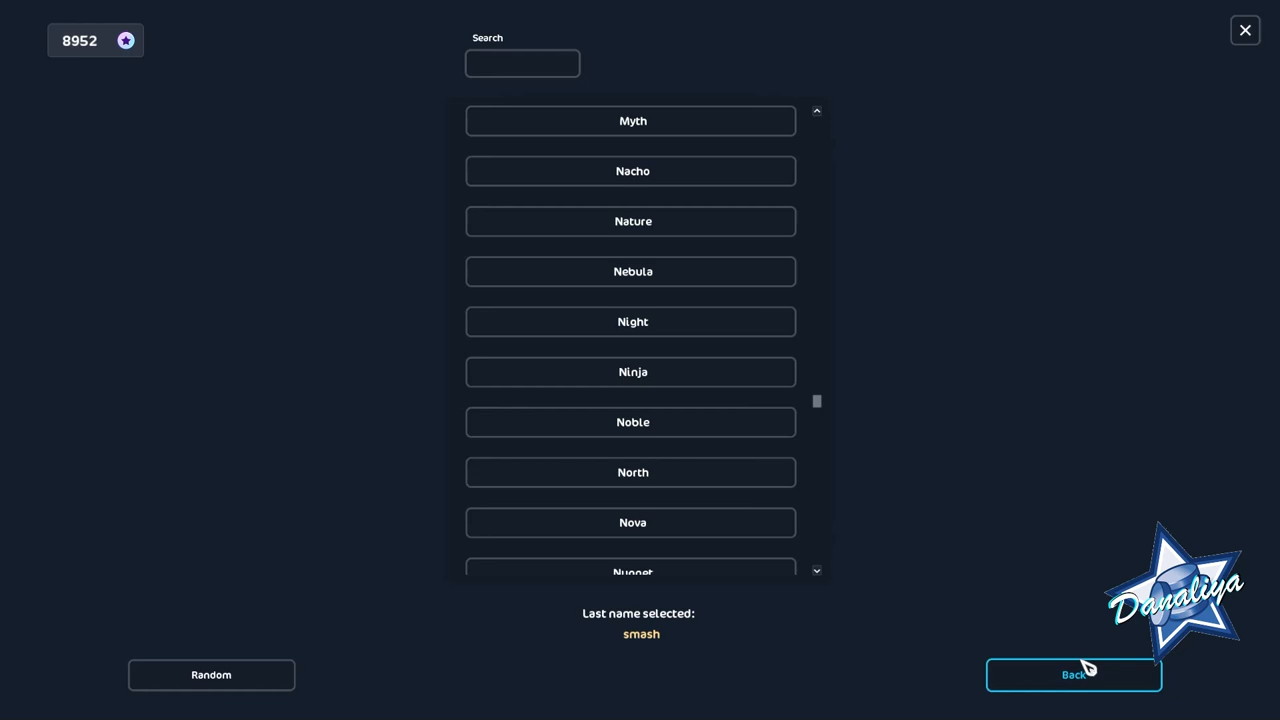 8952
Search
Myth
Nacho
Nature
Nebula
Night
Ninja
Noble
North
Nova
Nugget
Last name selected:
smash
Random
Back
Danaliya